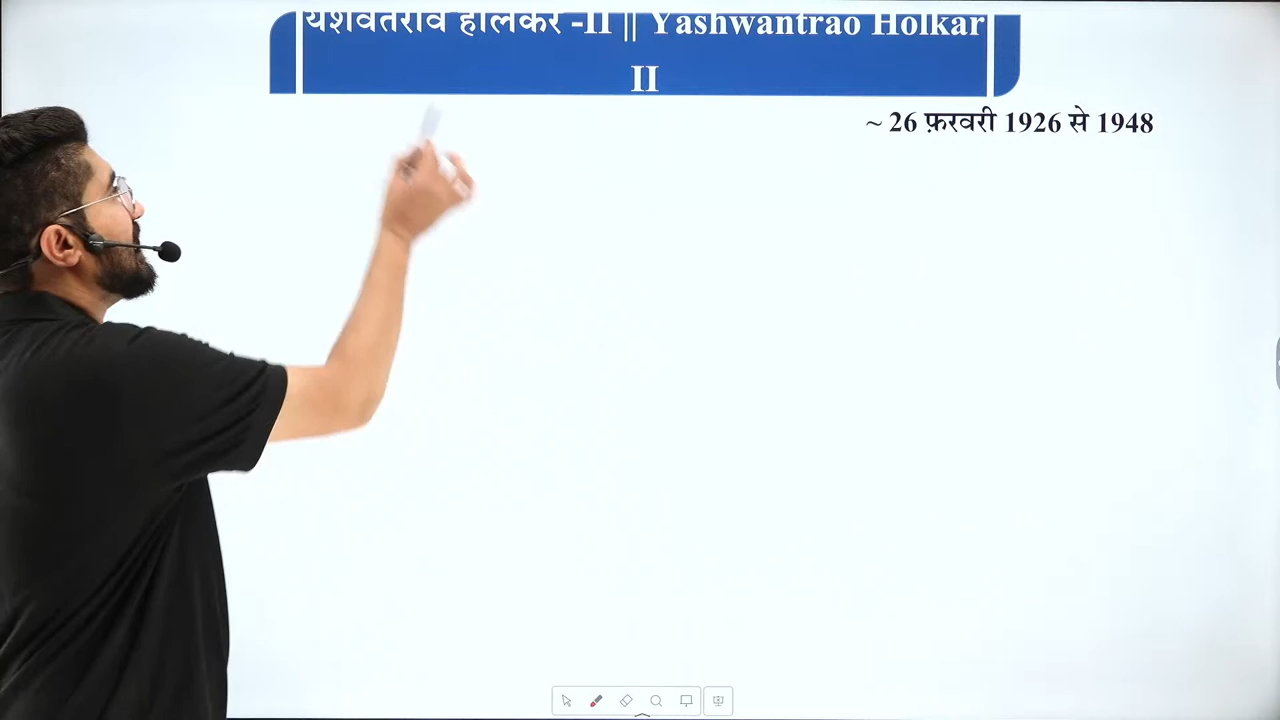 यशवंतराव होलकर -II || Yashwantrao Holkar
II
~ 26 फ़रवरी 1926 से 1948